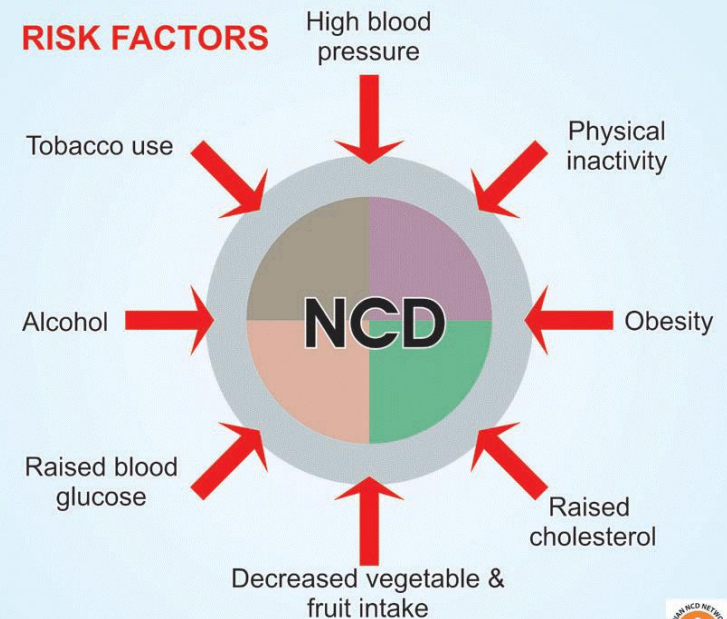 RISK FACTORS
High blood
pressure
Tobacco use
Physical
inactivity
NCD
Alcohol
Obesity
Raised blood
glucose
Raised
cholesterol
Decreased vegetable &
fruit intake
NCD